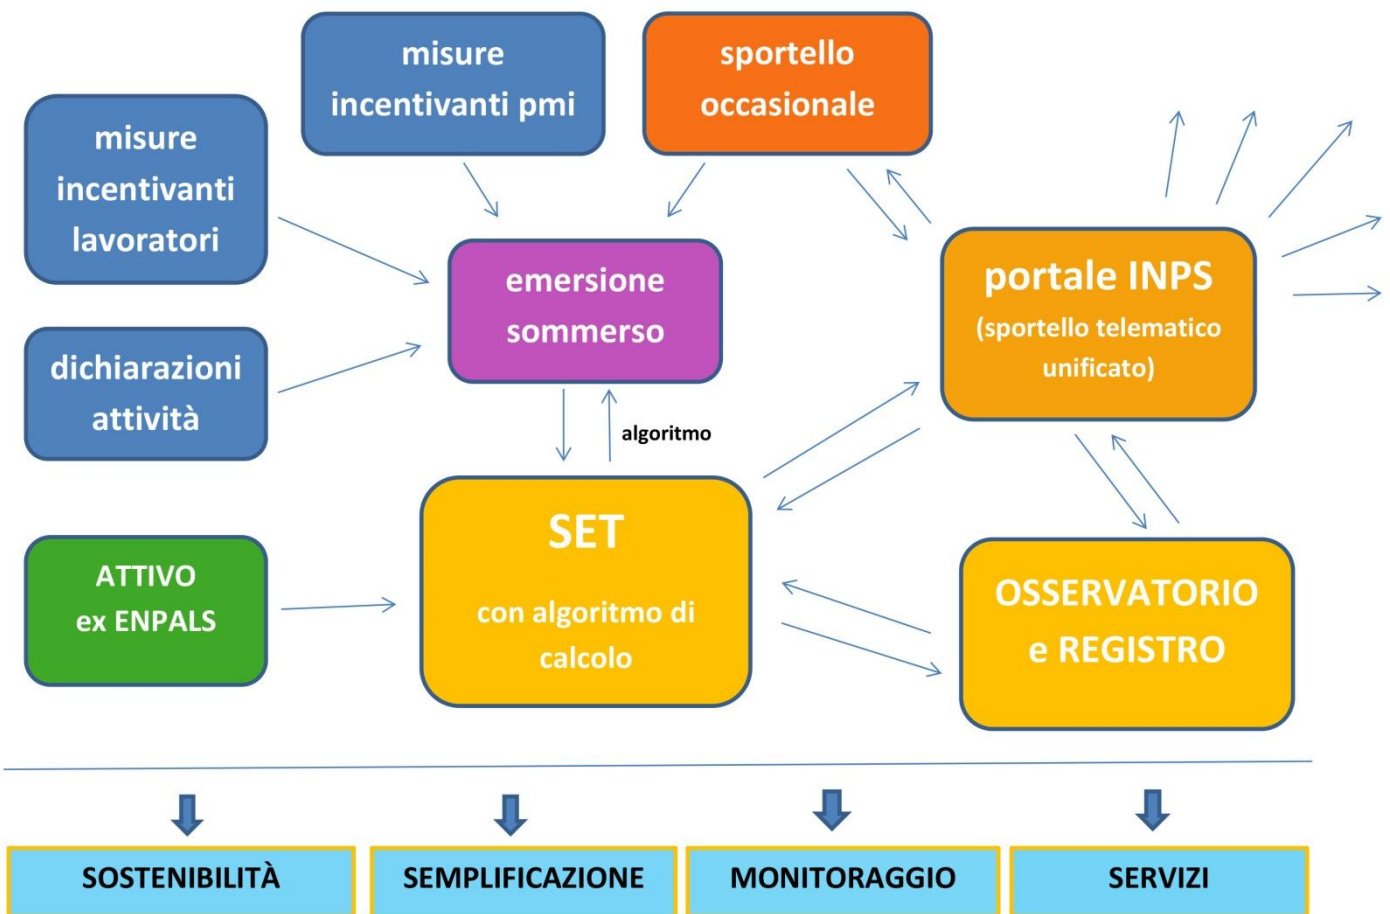 misure
incentivanti pmi
sportello
occasionale
misure
incentivanti
lavoratori
emersione
sommerso
portale INPS
(sportello telematico
unificato)
dichiarazioni
attività
algoritmo
SET
con algoritmo di
calcolo
ATTIVO
ex ENPALS
OSSERVATORIO
e REGISTRO
SOSTENIBILITÀ
SEMPLIFICAZIONE
MONITORAGGIO
SERVIZI